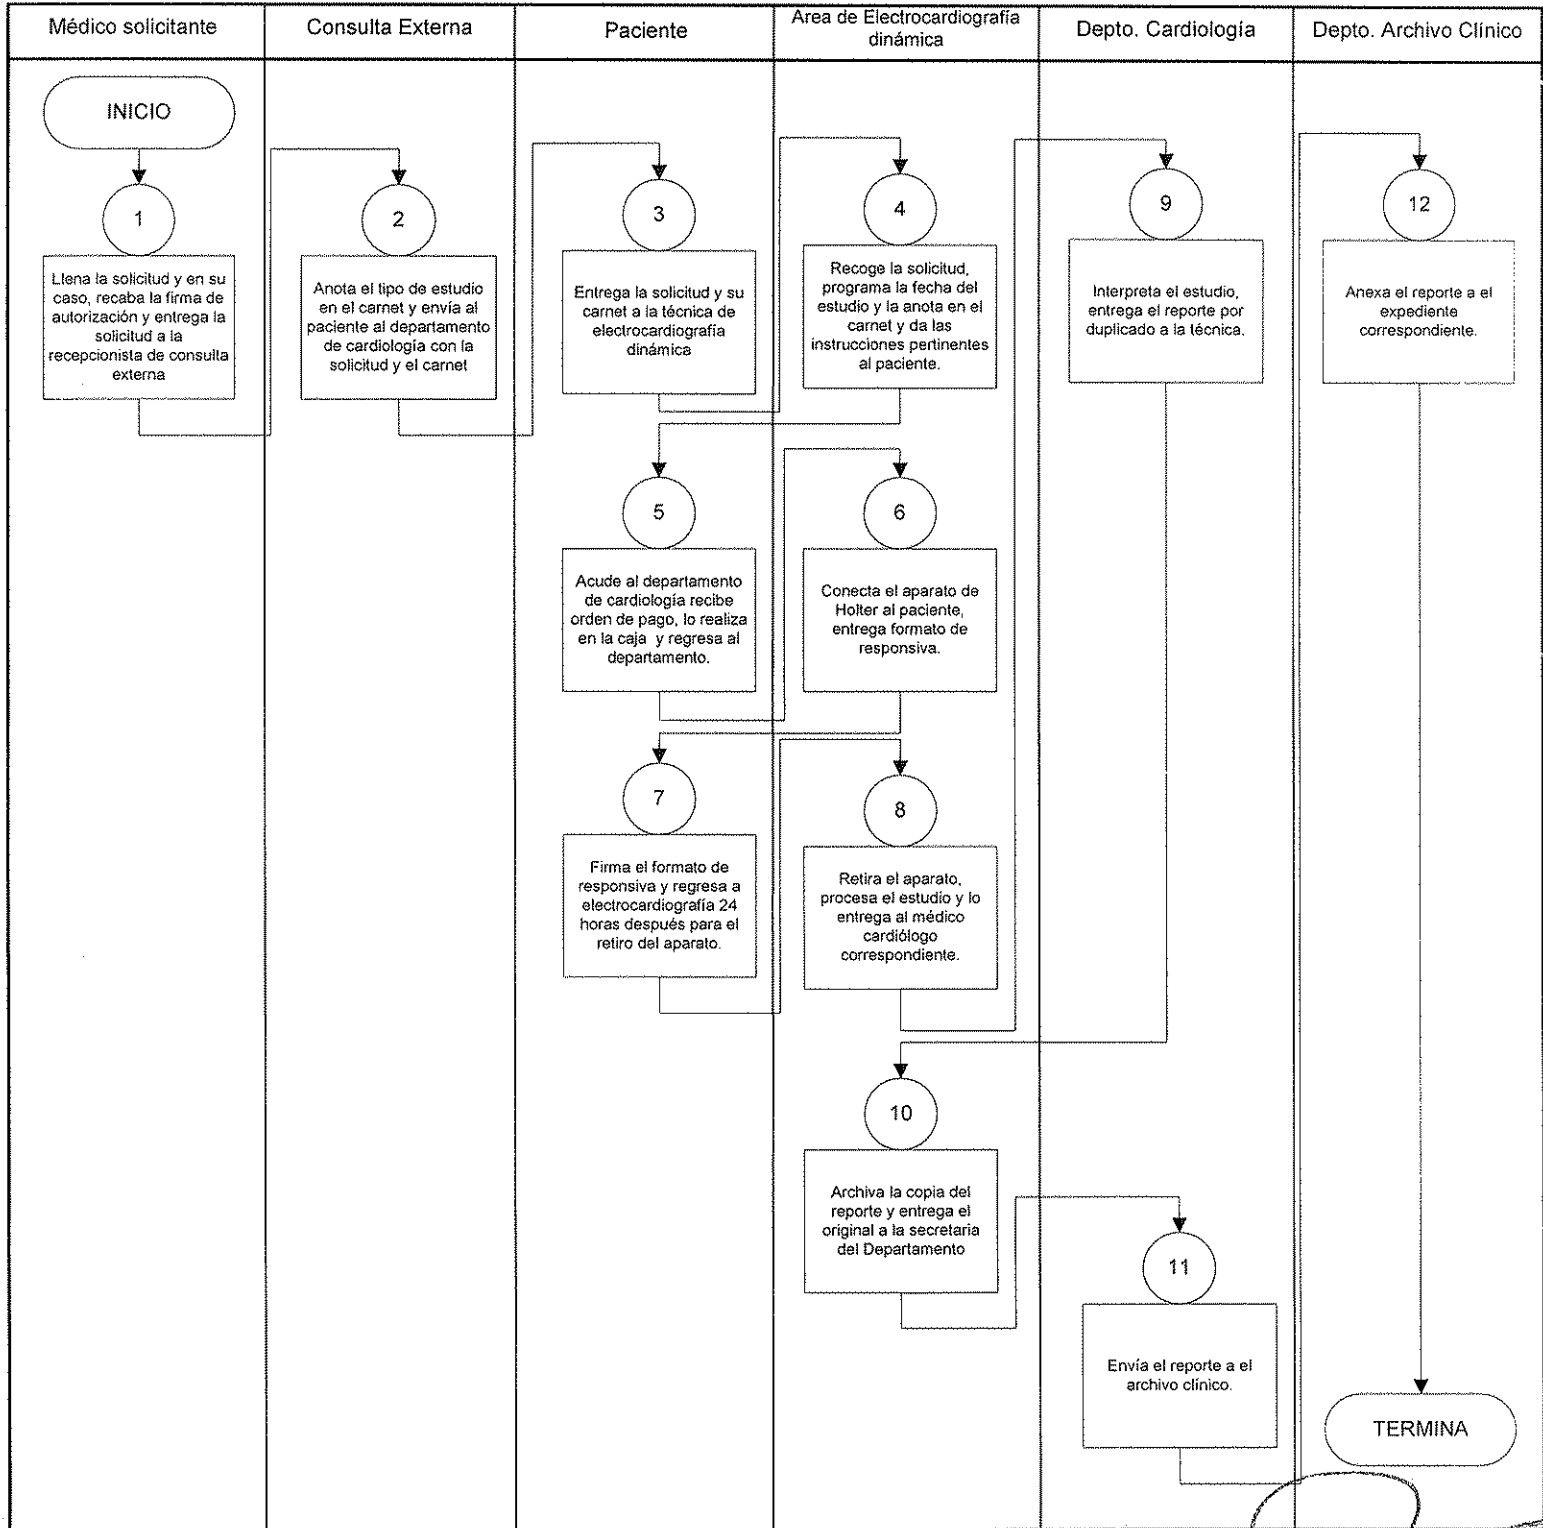 Médico solicitante
Consulta Externa
Paciente
Area de Electrocardiografía
dinámica
Depto. Cardiología
Depto. Archivo Clínico
INICIO
1
Llena la solicitud y en su
caso, recaba la firma de
autorización y entrega la
solicitud a la
recepcionista de consulta
externa
2
Anota el tipo de estudio
en el carnet y envía al
paciente al departamento
de cardiología con la
solicitud y el carnet
3
Entrega la solicitud y su
carnet a la técnica de
electrocardiografía
dinámica
4
Recoge la solicitud,
programa la fecha del
estudio y la anota en el
carnet y da las
instrucciones pertinentes
al paciente.
5
Acude al departamento
de cardiología recibe
orden de pago, lo realiza
en la caja y regresa al
departamento.
6
Conecta el aparato de
Holter al paciente,
entrega formato de
responsiva.
7
Firma el formato de
responsiva y regresa a
electrocardiografía 24
horas después para el
retiro del aparato.
8
Retira el aparato,
procesa el estudio y lo
entrega al médico
cardiólogo
correspondiente.
9
Interpreta el estudio,
entrega el reporte por
duplicado a la técnica.
10
Archiva la copia del
reporte y entrega el
original a la secretaria
del Departamento
11
Envía el reporte a el
archivo clínico.
12
Anexa el reporte a el
expediente
correspondiente.
TERMINA